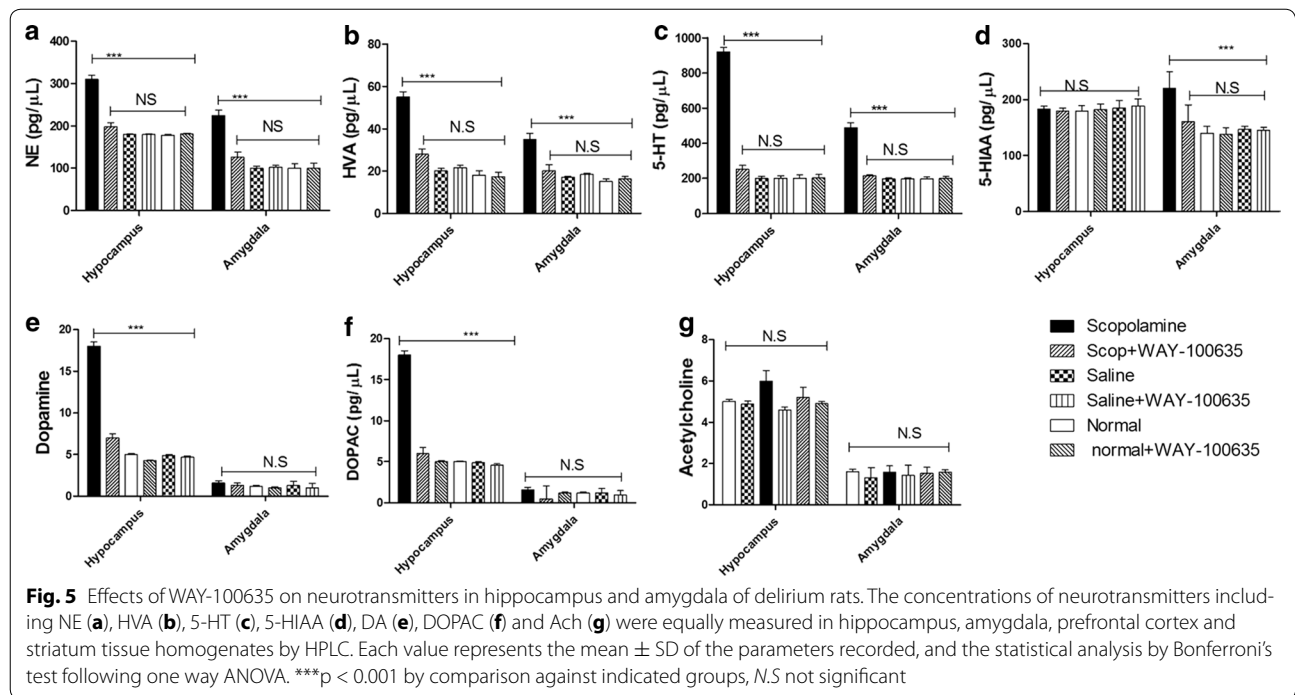 a
NE (pg/μL)
400
300
200
100
0
***
NS
***
NS
Hypocampus
Amygdala
b
HVA (pg/μL)
80
60
40
20
0
***
N.S
***
N.S
Hypocampus
Amygdala
c
5-HT (pg/μL)
1000
800
600
400
200
0
***
N.S
***
N.S
Hypocampus
Amygdala
d
5-HIAA (pg/μL)
300
200
100
0
N.S
***
N.S
Hypocampus
Amygdala
e
Dopamine
20
15
10
5
0
***
N.S
Hypocampus
Amygdala
f
DOPAC (pg/μL)
20
15
10
5
0
***
N.S
Hypocampus
Amygdala
g
Acetylcholine
8
6
4
2
0
N.S
N.S
Hypocampus
Amygdala
Scopolamine
Scop+WAY-100635
Saline
Saline+WAY-100635
Normal
normal+WAY-100635
Fig. 5 Effects of WAY-100635 on neurotransmitters in hippocampus and amygdala of delirium rats. The concentrations of neurotransmitters includ-
ing NE (a), HVA (b), 5-HT (c), 5-HIAA (d), DA (e), DOPAC (f) and Ach (g) were equally measured in hippocampus, amygdala, prefrontal cortex and
striatum tissue homogenates by HPLC. Each value represents the mean ± SD of the parameters recorded, and the statistical analysis by Bonferroni's
test following one way ANOVA. ***p < 0.001 by comparison against indicated groups, N.S not significant